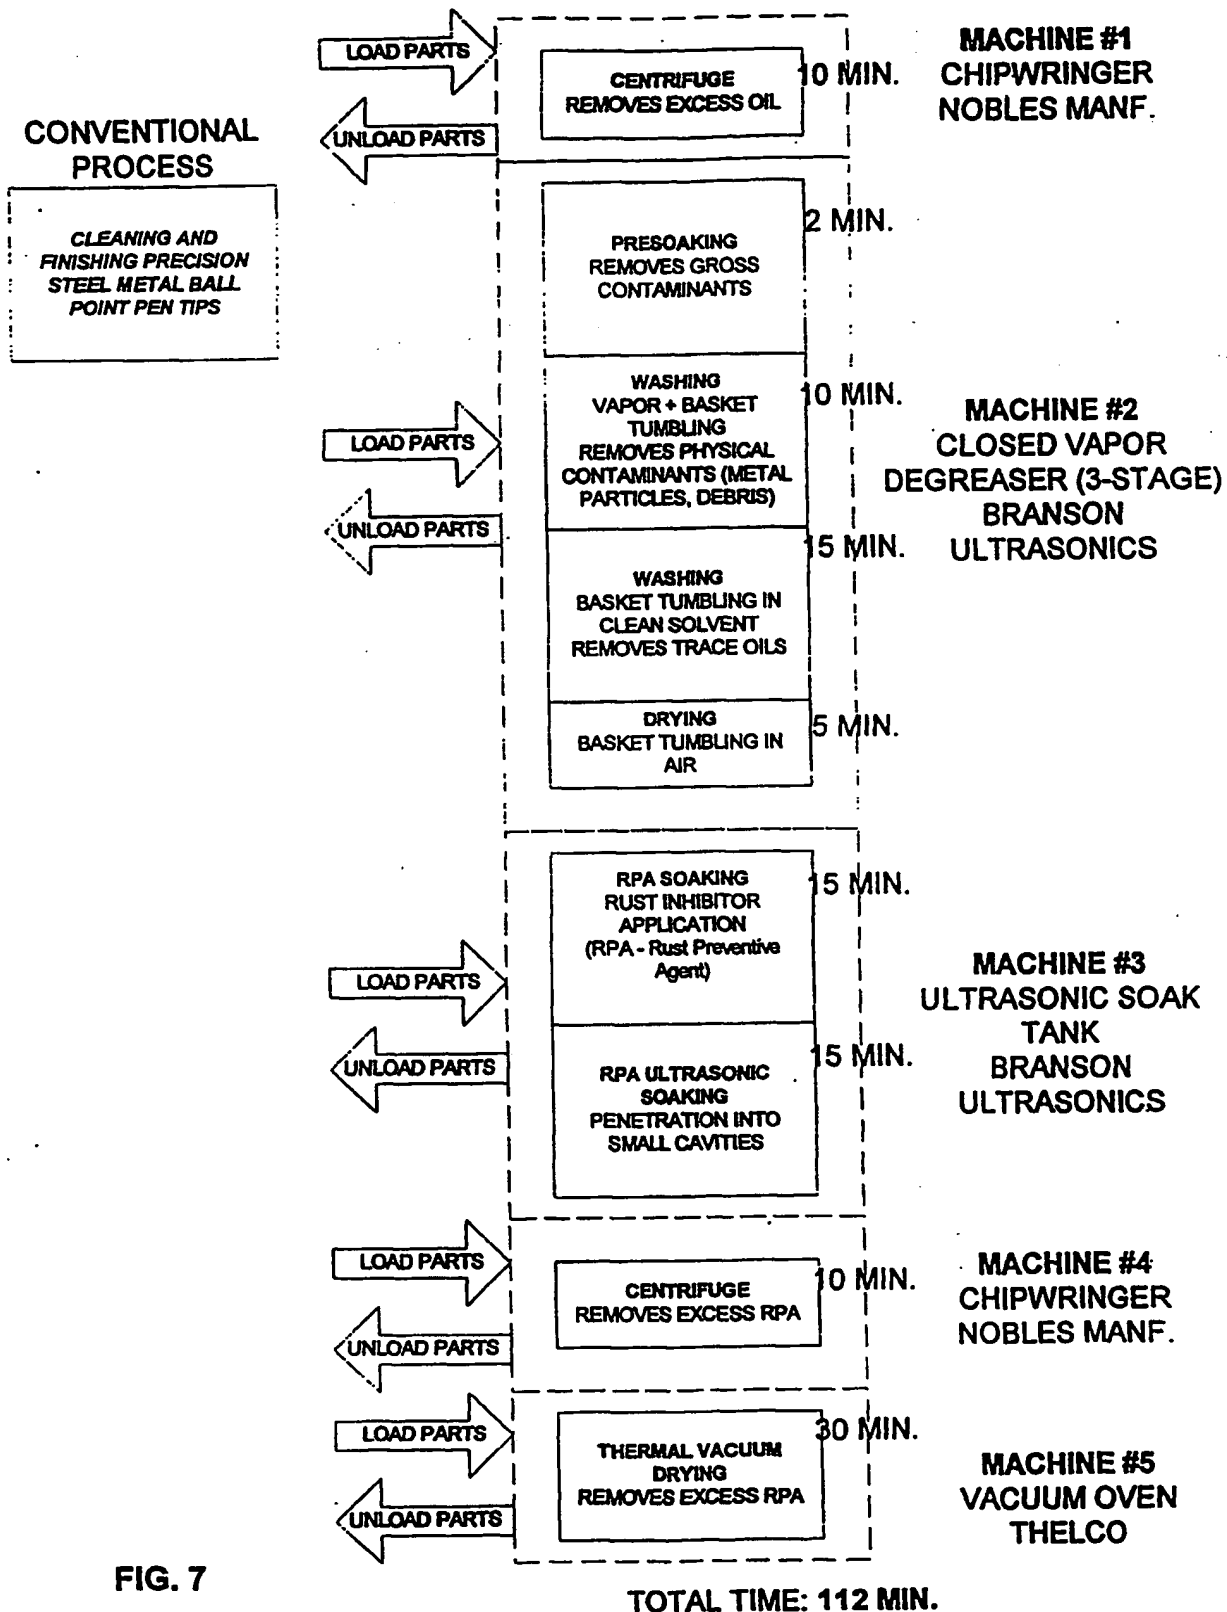 LOAD PARTS
CENTRIFUGE
REMOVES EXCESS OIL
10 MIN.
UNLOAD PARTS
MACHINE #1
CHIPWRINGER
NOBLES MANF.
CONVENTIONAL
PROCESS
CLEANING AND
FINISHING PRECISION
STEEL METAL BALL
POINT PEN TIPS
PRESOAKING
REMOVES GROSS
CONTAMINANTS
2 MIN.
WASHING
VAPOR + BASKET
TUMBLING
REMOVES PHYSICAL
CONTAMINANTS (METAL
PARTICLES, DEBRIS)
10 MIN.
LOAD PARTS
UNLOAD PARTS
WASHING
BASKET TUMBLING IN
CLEAN SOLVENT
REMOVES TRACE OILS
15 MIN.
DRYING
BASKET TUMBLING IN
AIR
5 MIN.
MACHINE #2
CLOSED VAPOR
DEGREASER (3-STAGE)
BRANSON
ULTRASONICS
RPA SOAKING
RUST INHIBITOR
APPLICATION
(RPA - Rust Preventive
Agent)
15 MIN.
LOAD PARTS
UNLOAD PARTS
RPA ULTRASONIC
SOAKING
PENETRATION INTO
SMALL CAVITIES
15 MIN.
MACHINE #3
ULTRASONIC SOAK
TANK
BRANSON
ULTRASONICS
LOAD PARTS
CENTRIFUGE
REMOVES EXCESS RPA
10 MIN.
UNLOAD PARTS
MACHINE #4
CHIPWRINGER
NOBLES MANF.
LOAD PARTS
THERMAL VACUUM
DRYING
REMOVES EXCESS RPA
30 MIN.
UNLOAD PARTS
MACHINE #5
VACUUM OVEN
THELCO
FIG. 7
TOTAL TIME: 112 MIN.